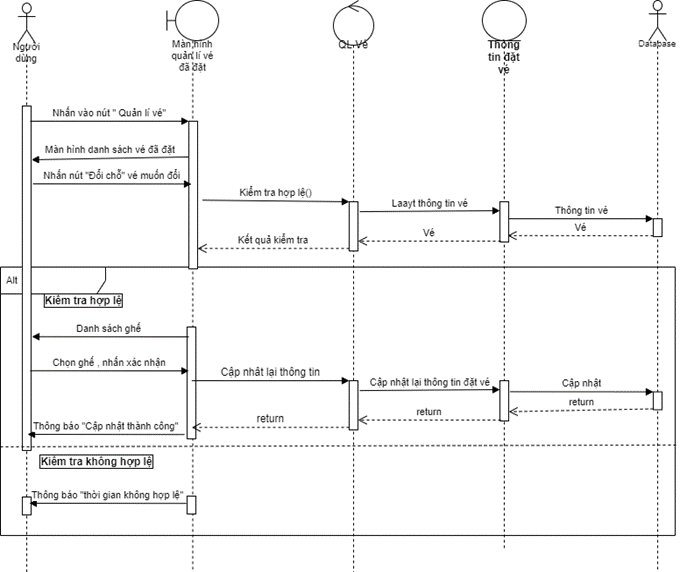 Người
dùng
Màn hình
quản lí vé
đã đặt
QL Vé
Thông
tin đặt
vé
Database
Nhấn vào nút " Quản lí vé"
Màn hình danh sách vé đã đặt
Nhấn nút "Đổi chỗ" vé muốn đổi
Kiểm tra hợp lệ()
Laayt thông tin vé
Thông tin vé
Vé
Vé
Kết quả kiểm tra
Alt
Kiểm tra hợp lệ
Danh sách ghế
Chọn ghế , nhấn xác nhận
Cập nhât lại thông tin
Cập nhật lại thông tin đặt vé
Cập nhật
return
return
return
Thông báo "Cập nhật thành công"
Kiểm tra không hợp lệ
Thông báo "thời gian không hợp lệ"